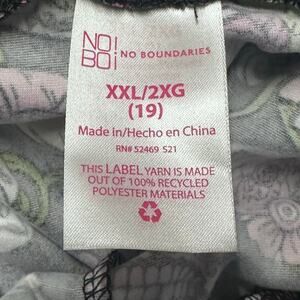 NO!
BO! NO BOUNDARIES
XXL/2XG
(19)
Made in/Hecho en China
RN# 52469 S21
THIS LABEL YARN IS MADE
OUT OF 100% RECYCLED
POLYESTER MATERIALS